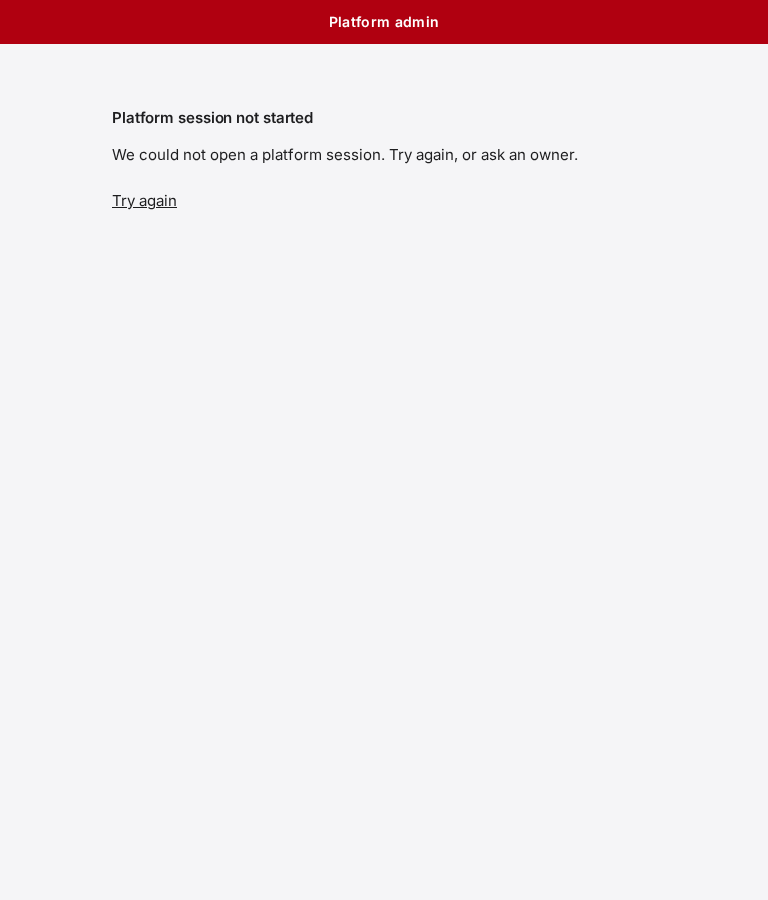 Platform admin
Platform session not started
We could not open a platform session. Try again, or ask an owner.
Try again